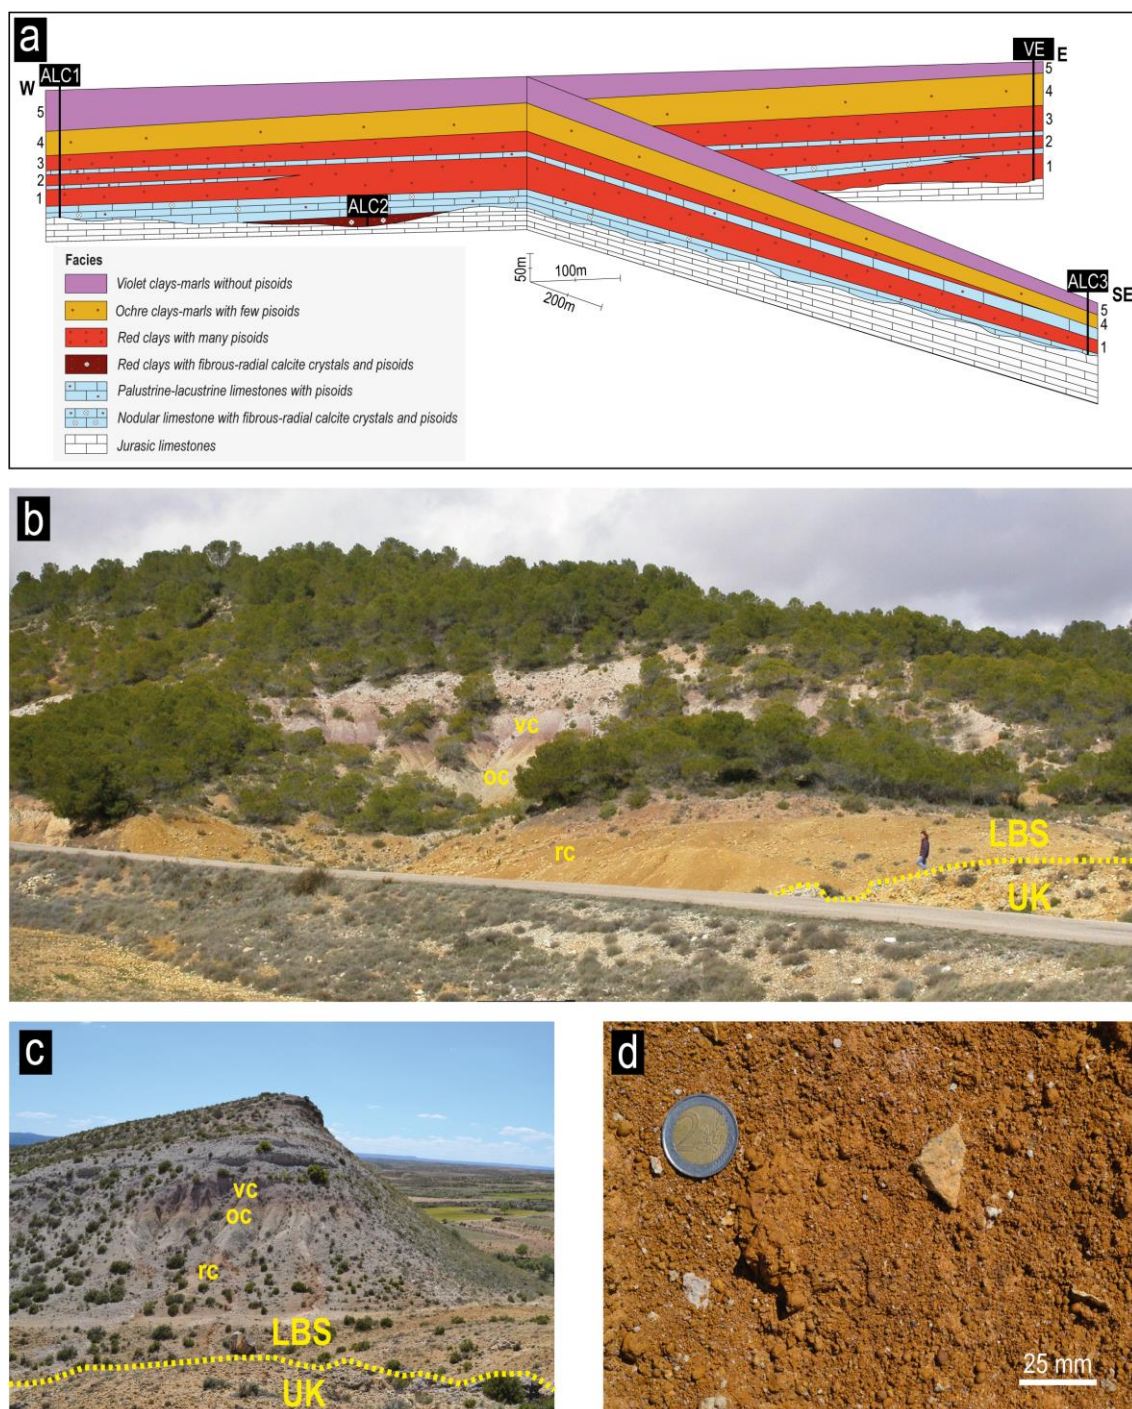 a
W
ALC1
5
4
3
2
1
ALC2
VE
E
5
4
3
2
1
ALC3
SE
5
4
1
50m
100m
200m
Facies
Violet clays-marls without pisoids
Ochre clays-marls with few pisoids
Red clays with many pisoids
Red clays with fibrous-radial calcite crystals and pisoids
Palustrine-lacustrine limestones with pisoids
Nodular limestone with fibrous-radial calcite crystals and pisoids
Jurasic limestones
b
vc
oc
rc
LBS
UK
c
vc
oc
rc
LBS
UK
d
2
25 mm